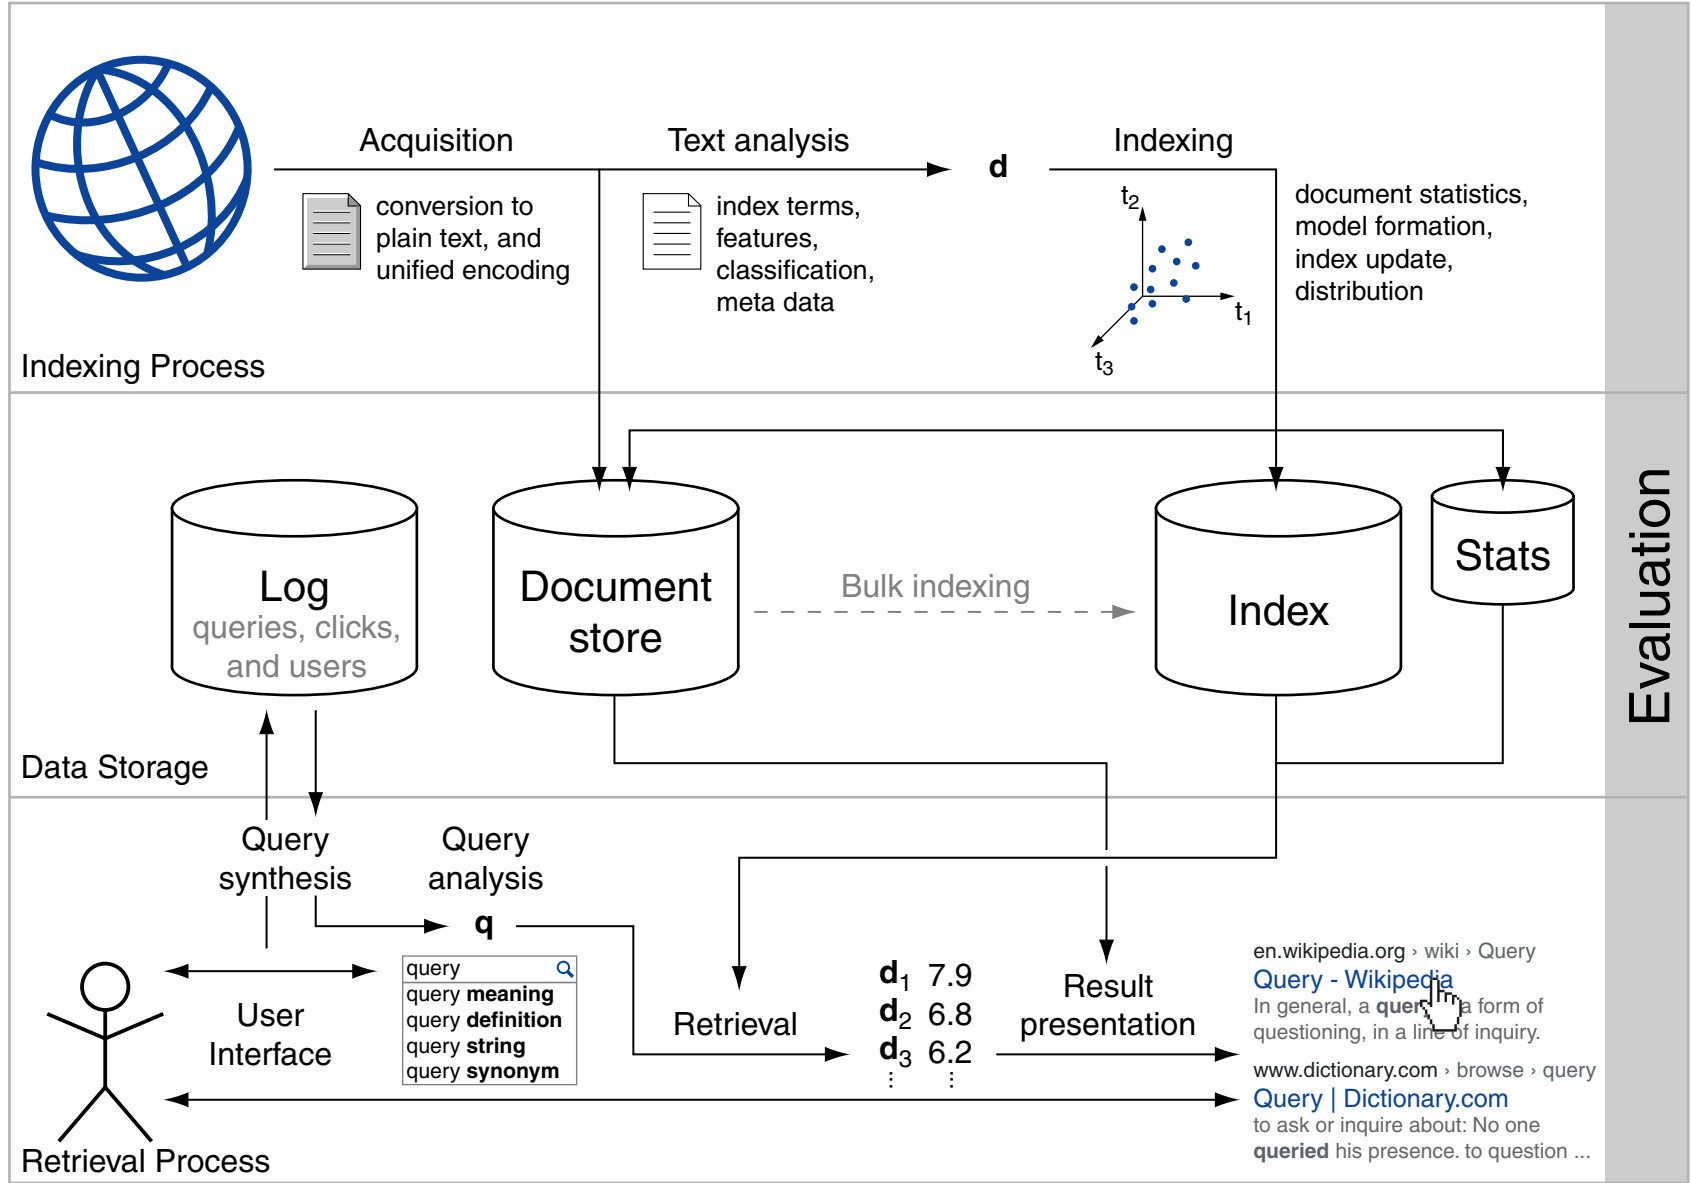 Acquisition
conversion to
plain text, and
unified encoding
Text analysis
index terms,
features,
classification,
meta data
d
Indexing
t2
t1
t3
document statistics,
model formation,
index update,
distribution
Indexing Process
Log
queries, clicks,
and users
Document
store
Bulk indexing
Index
Stats
Data Storage
Evaluation
Query
synthesis
Query
analysis
q
User
Interface
query
query meaning
query definition
query string
query synonym
Retrieval
d1 7.9
d2 6.8
d3 6.2
⋮ ⋮
Result
presentation
en.wikipedia.org › wiki › Query
Query - Wikipedia
In general, a quer a form of
questioning, in a line of inquiry.
www.dictionary.com › browse › query
Query | Dictionary.com
to ask or inquire about: No one
queried his presence. to question ...
Retrieval Process